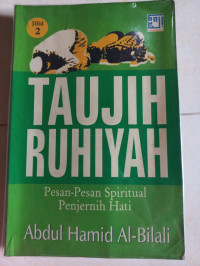 Jilid
2
TAUJIH
RUHIYAH
Pesan-Pesan Spiritual
Penjernih Hati
Abdul Hamid Al-Bilali